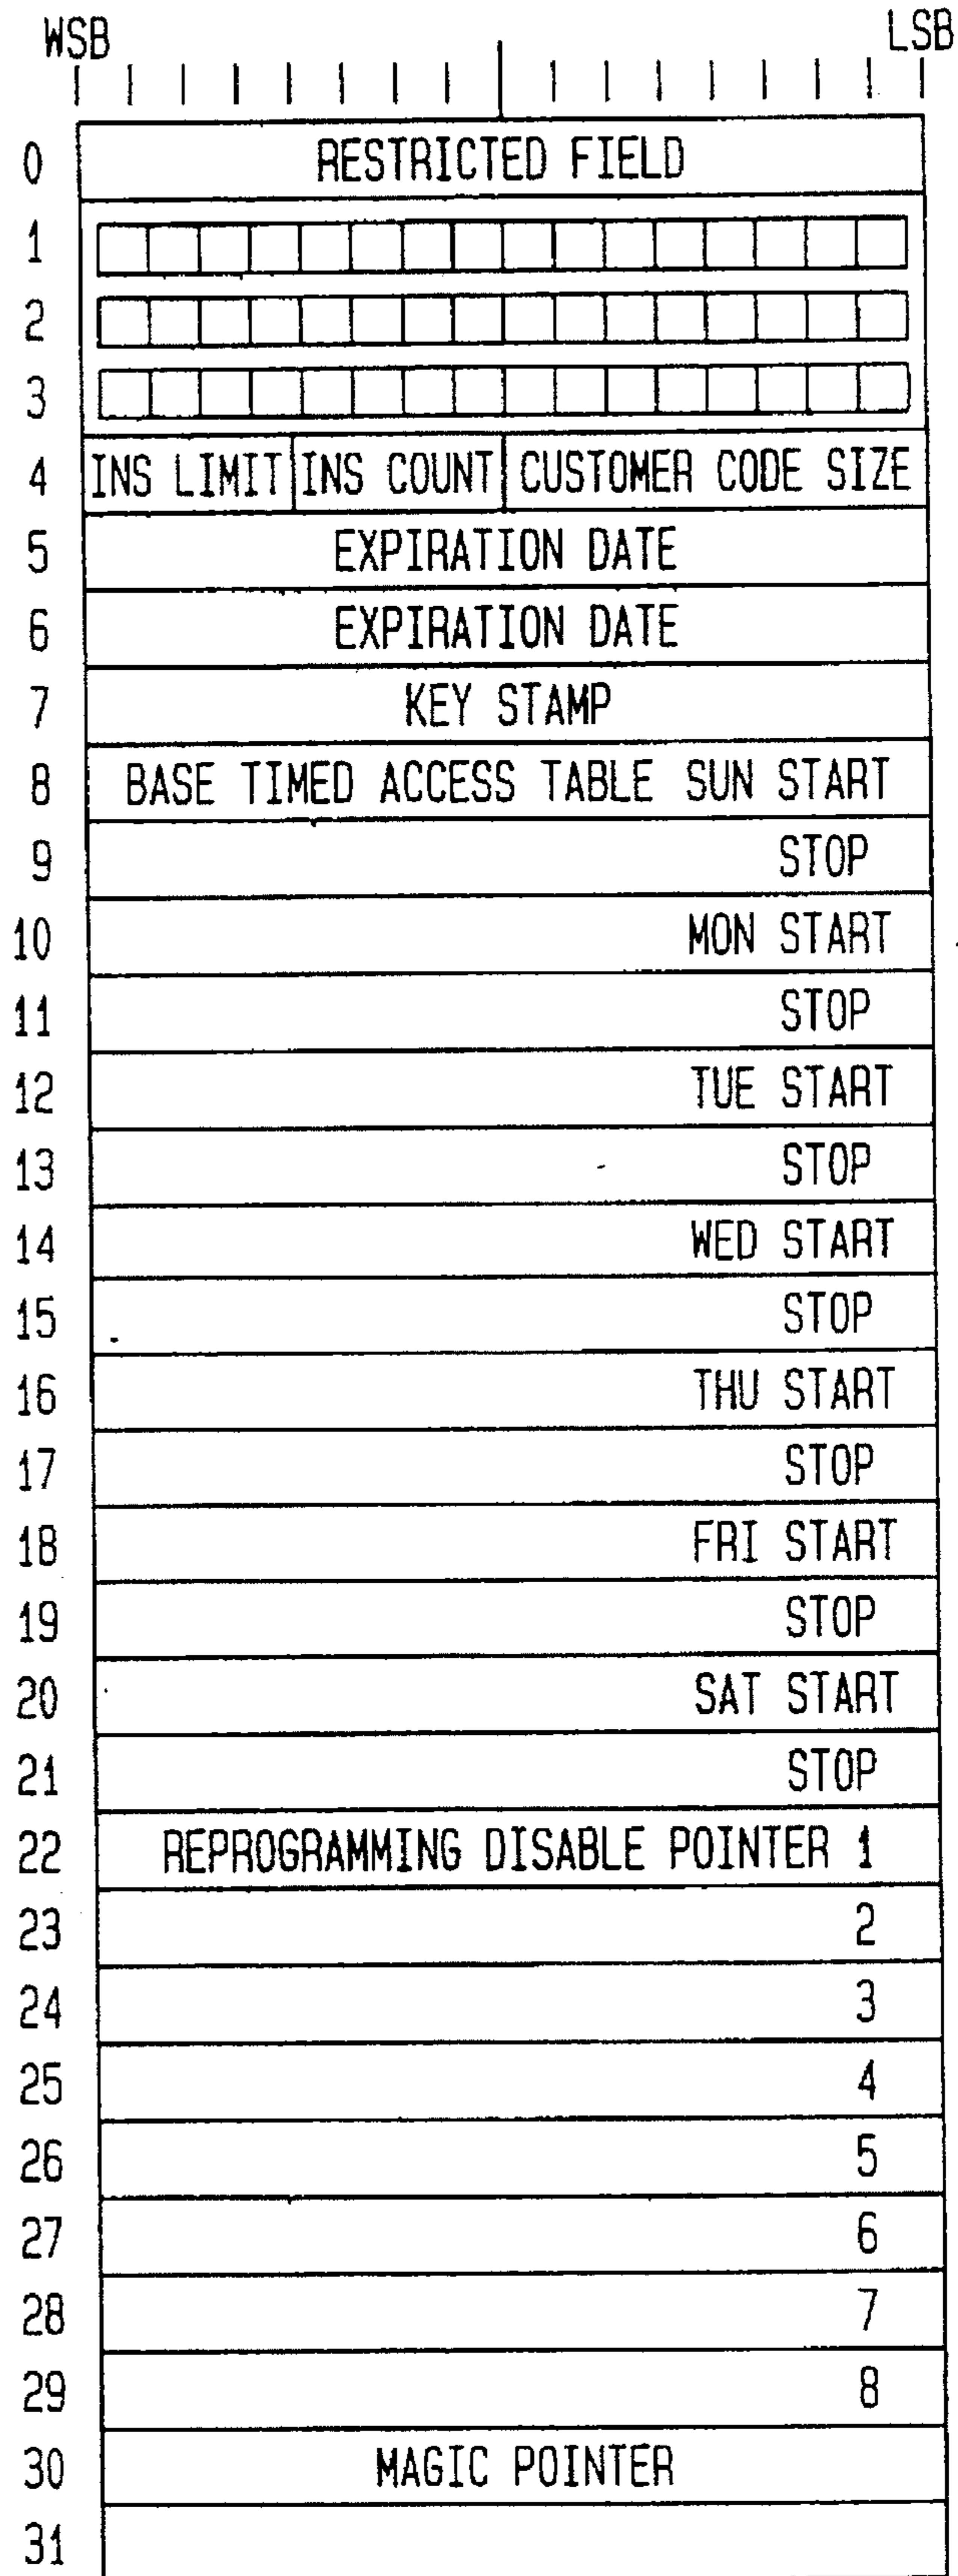 WSB LSB
0 RESTRICTED FIELD
1
2
3
4 INS LIMIT INS COUNT CUSTOMER CODE SIZE
5 EXPIRATION DATE
6 EXPIRATION DATE
7 KEY STAMP
8 BASE TIMED ACCESS TABLE SUN START
9 STOP
10 MON START
11 STOP
12 TUE START
13 STOP
14 WED START
15 STOP
16 THU START
17 STOP
18 FRI START
19 STOP
20 SAT START
21 STOP
22 REPROGRAMMING DISABLE POINTER 1
23 2
24 3
25 4
26 5
27 6
28 7
29 8
30 MAGIC POINTER
31